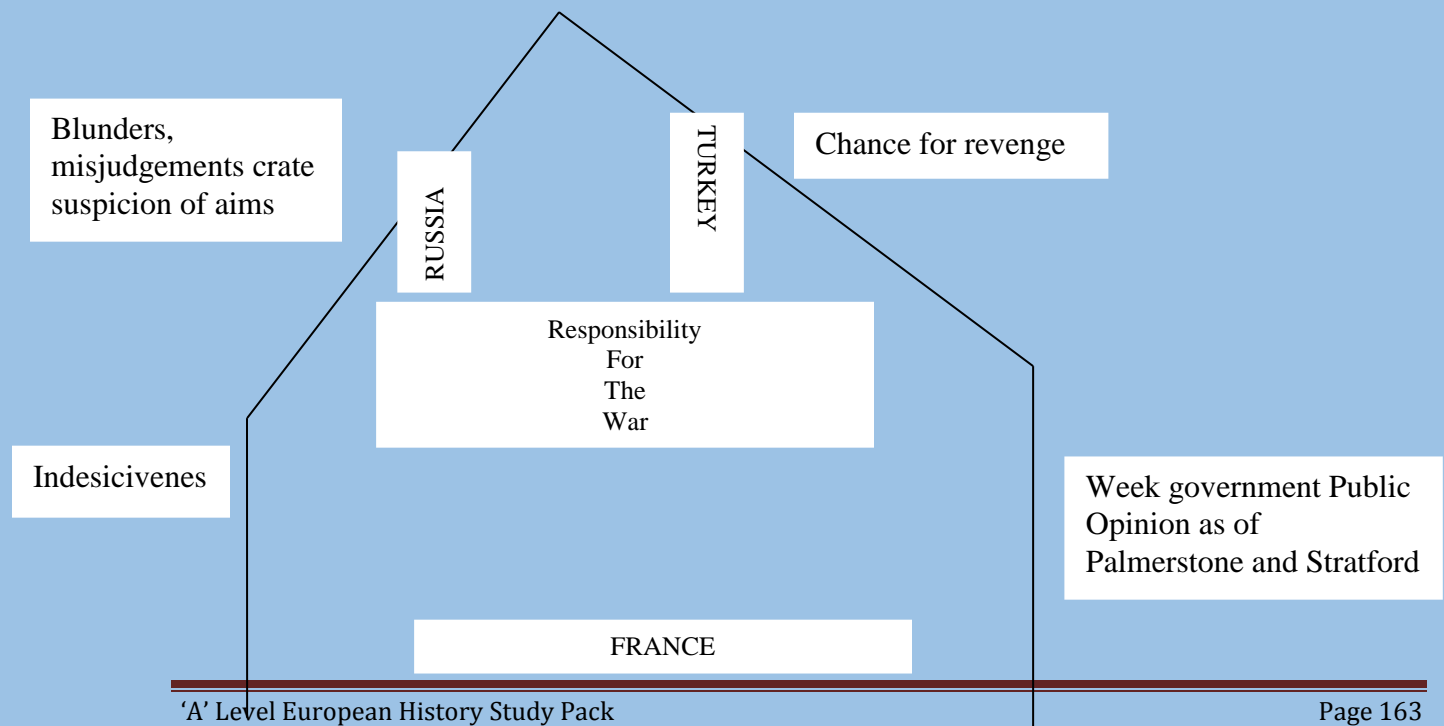 Blunders,
misjudgements crate
suspicion of aims
RUSSIA
TURKEY
Chance for revenge
Responsibility
For
The
War
Indesicivenes
Week government Public
Opinion as of
Palmerstone and Stratford
FRANCE
‘A’ Level European History Study Pack Page 163